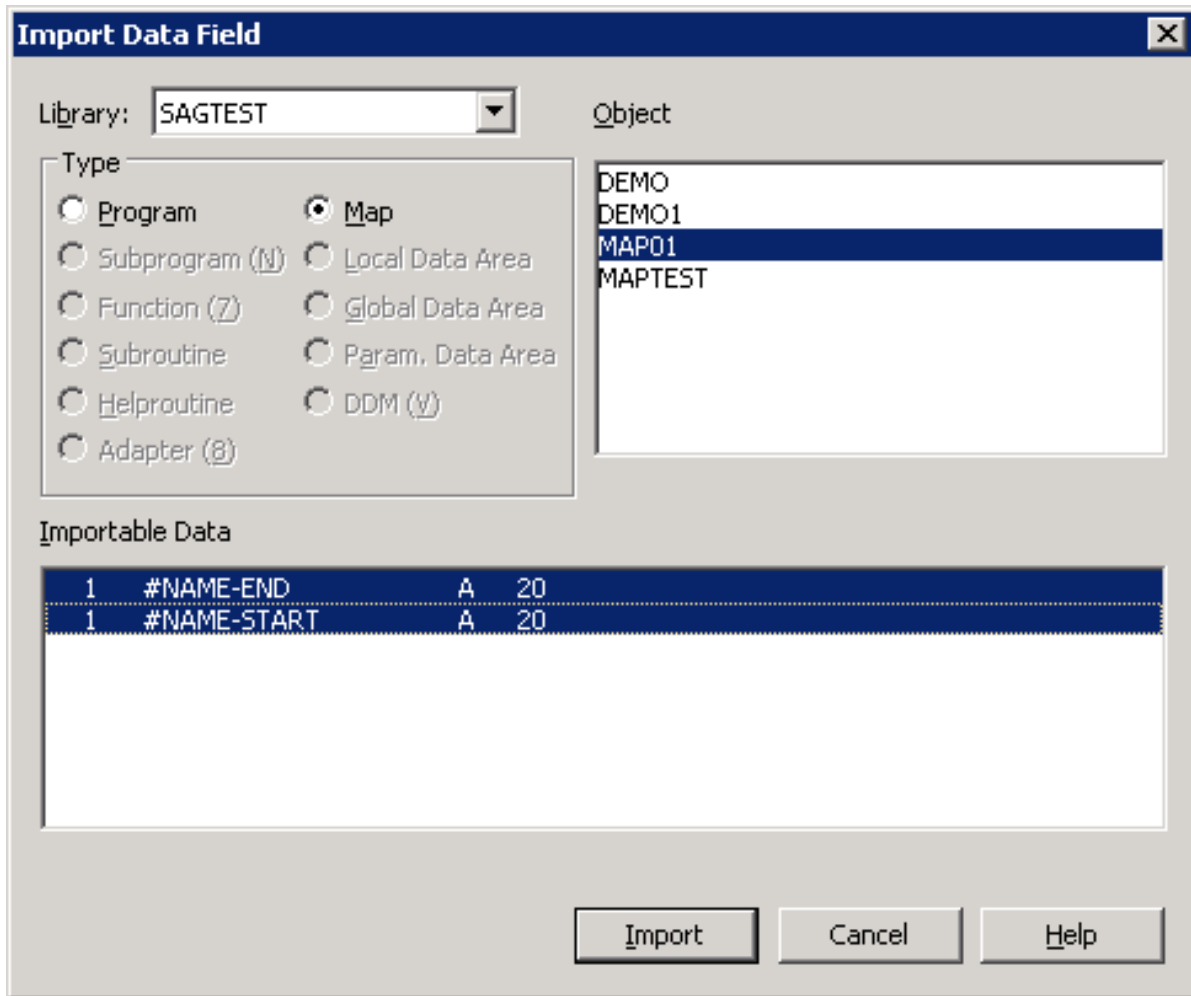 Import Data Field
Library: SAGTEST
Object
Type
Program Map
Subprogram (N) Local Data Area
Function (7) Global Data Area
Subroutine Param. Data Area
Helproutine DDM (V)
Adapter (8)
DEMO
DEMO1
MAP01
MAPTEST
Importable Data
1 #NAME-END A 20
1 #NAME-START A 20
Import Cancel Help